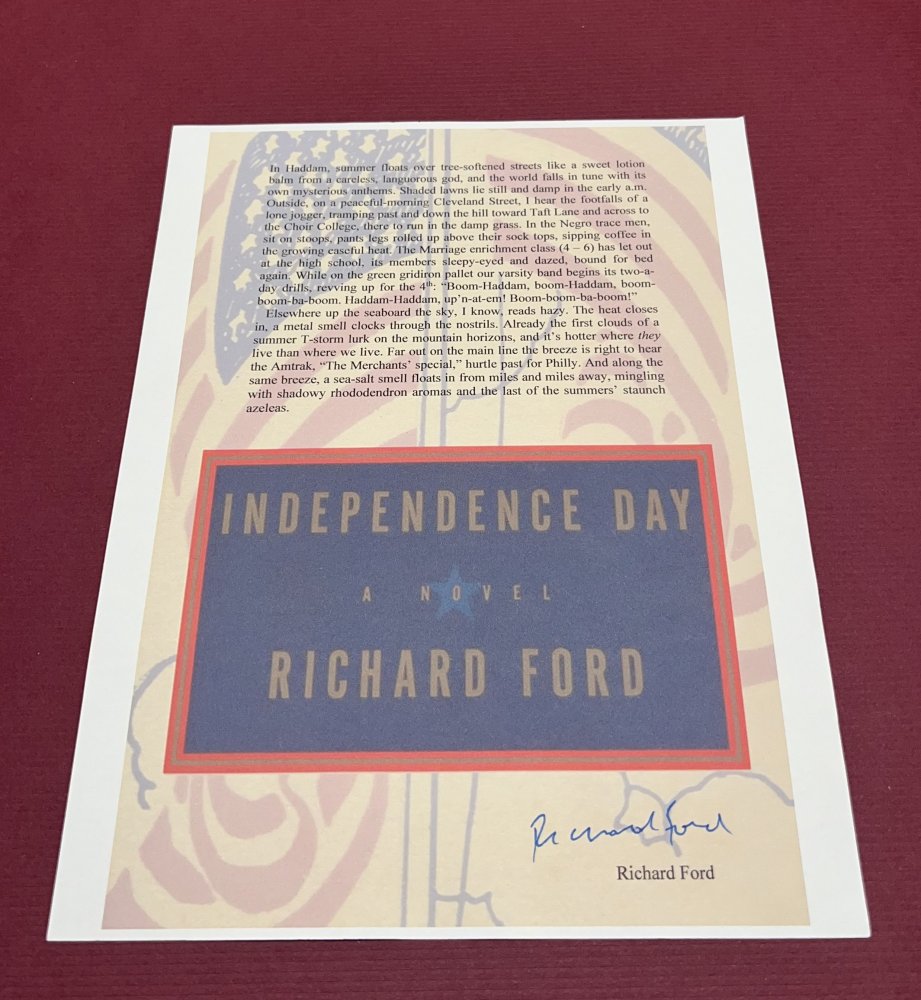 In Haddam, summer floats over tree-softened streets like a sweet lotion
balm from a careless, languorous god, and the world falls in tune with its
own mysterious anthems. Shaded lawns lie still and damp in the early a.m.
Outside, on a peaceful-morning Cleveland Street, I hear the footfalls of a
lone jogger, tramping past and down the hill toward Taft Lane and across to
the Choir College, there to run in the damp grass. In the Negro trace men,
sit on stoops, pants legs rolled up above their sock tops, sipping coffee in
the growing easeful heat. The Marriage enrichment class (4 – 6) has let out
at the high school, its members sleepy-eyed and dazed, bound for bed
again. While on the green gridiron pallet our varsity band begins its two-a-
day drills, revving up for the 4th: “Boom-Haddam, boom-Haddam, boom-
boom-ba-boom. Haddam-Haddam, up’n-at-em! Boom-boom-ba-boom!”
Elsewhere up the seaboard the sky, I know, reads hazy. The heat closes
in, a metal smell clocks through the nostrils. Already the first clouds of a
summer T-storm lurk on the mountain horizons, and it’s hotter where they
live than where we live. Far out on the main line the breeze is right to hear
the Amtrak, “The Merchants’ special,” hurtle past for Philly. And along the
same breeze, a sea-salt smell floats in from miles and miles away, mingling
with shadowy rhododendron aromas and the last of the summers’ staunch
azeleas.
INDEPENDENCE DAY
A NOVEL
RICHARD FORD
Richard Ford
Richard Ford